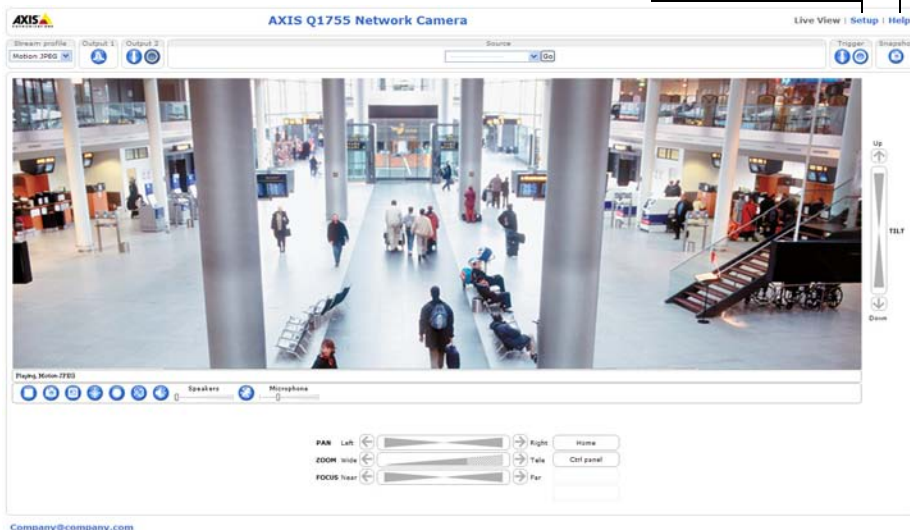 AXIS
COMMUNICATIONS
AXIS Q1755 Network Camera
Live View | Setup | Help
Stream profile
Output 1
Output 2
Source
Trigger
Snapsho
Motion JPEG
Go
Up
TILT
Down
Playing, Motion JPEG
Speakers
Microphone
PAN Left Right Home
ZOOM Wide Tele Ctrl panel
FOCUS Near Far
Company@company.com